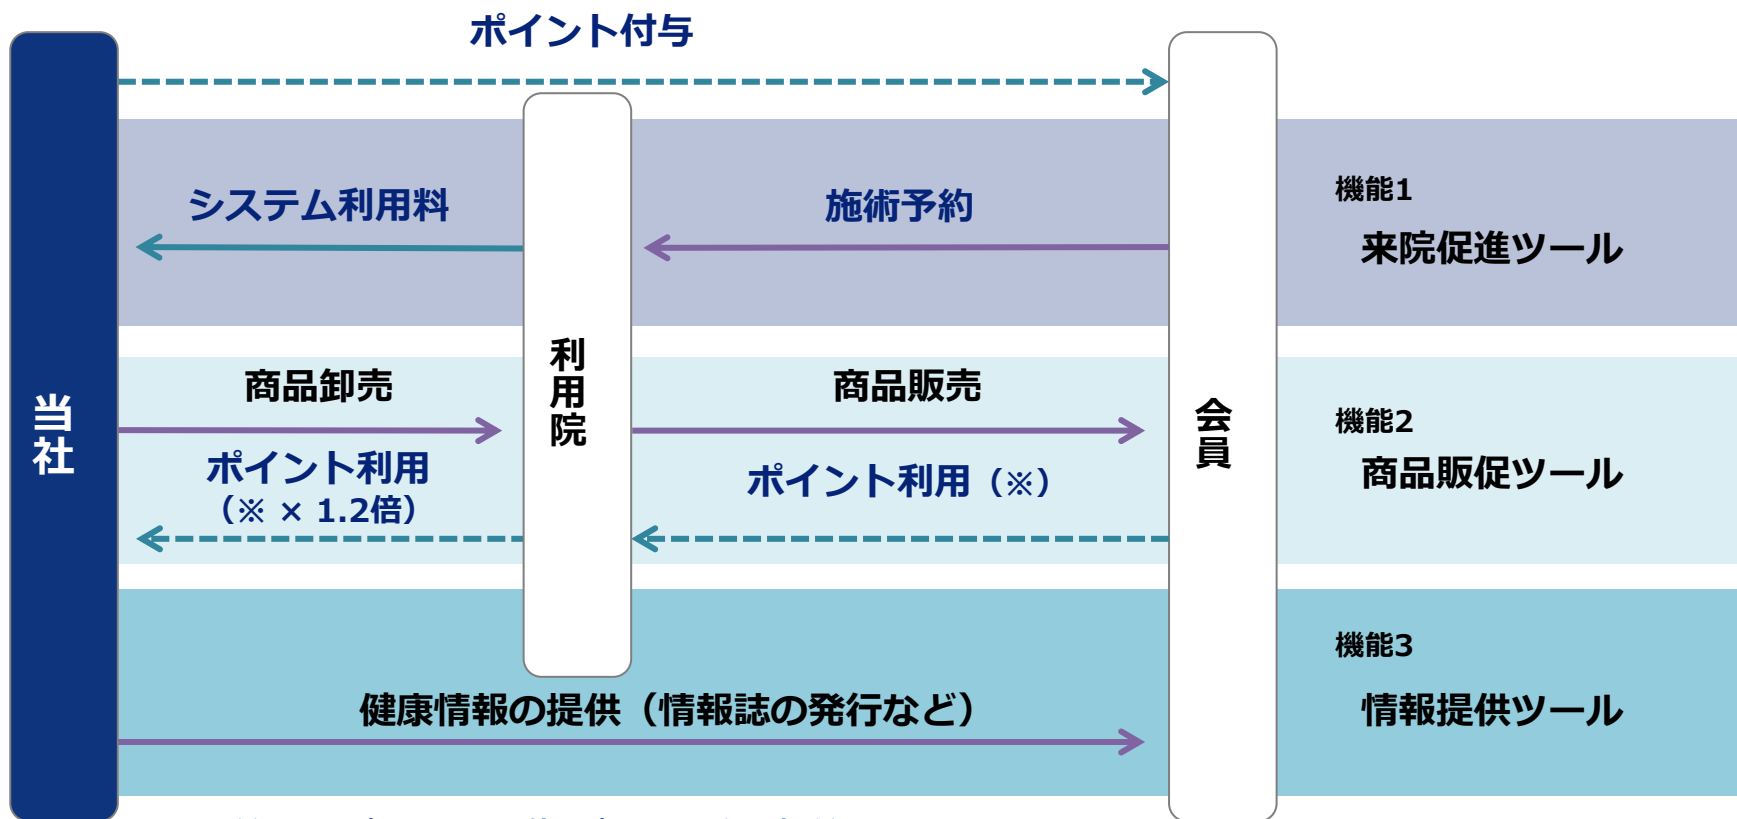 ポイント付与
システム利用料
施術予約
機能1
来院促進ツール
当社
利用院
会員
商品卸売
商品販売
機能2
商品販促ツール
ポイント利用
(※ × 1.2倍)
ポイント利用(※)
機能3
情報提供ツール
健康情報の提供(情報誌の発行など)